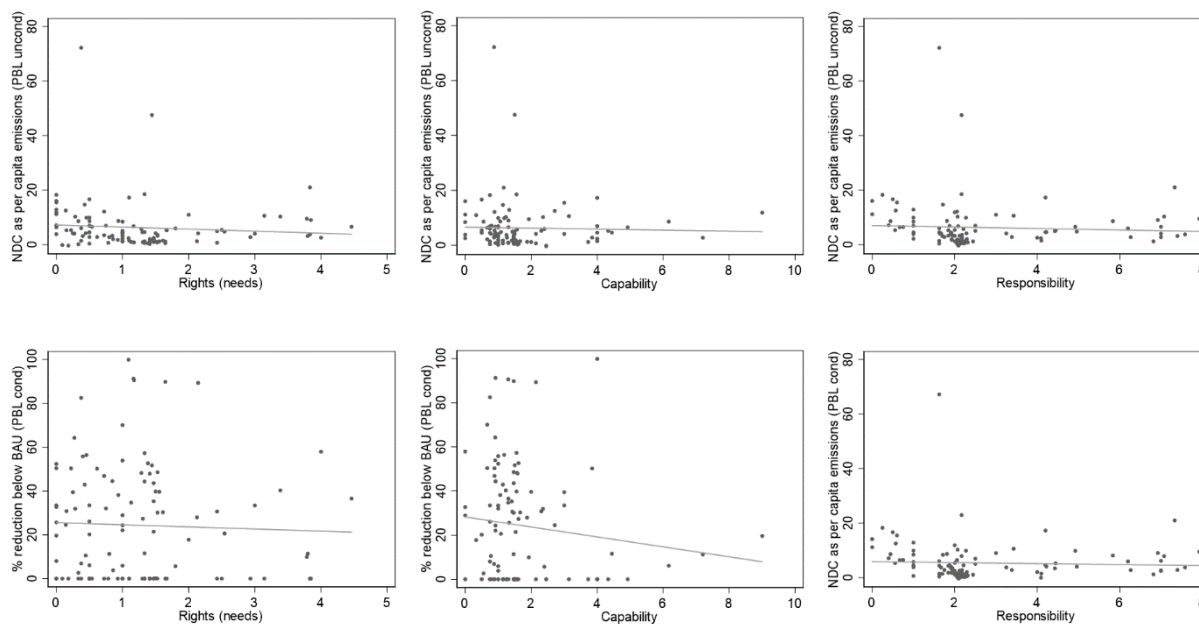 NDC as per capita emissions (PBL uncond)
80
60
40
20
0
0 1 2 3 4 5
Rights (needs)
NDC as per capita emissions (PBL uncond)
80
60
40
20
0
0 2 4 6 8 10
Capability
NDC as per capita emissions (PBL uncond)
80
60
40
20
0
0 2 4 6 8
Responsibility
% reduction below BAU (PBL cond)
100
80
60
40
20
0
0 1 2 3 4 5
Rights (needs)
% reduction below BAU (PBL cond)
100
80
60
40
20
0
0 2 4 6 8 10
Capability
NDC as per capita emissions (PBL cond)
80
60
40
20
0
0 2 4 6 8
Responsibility